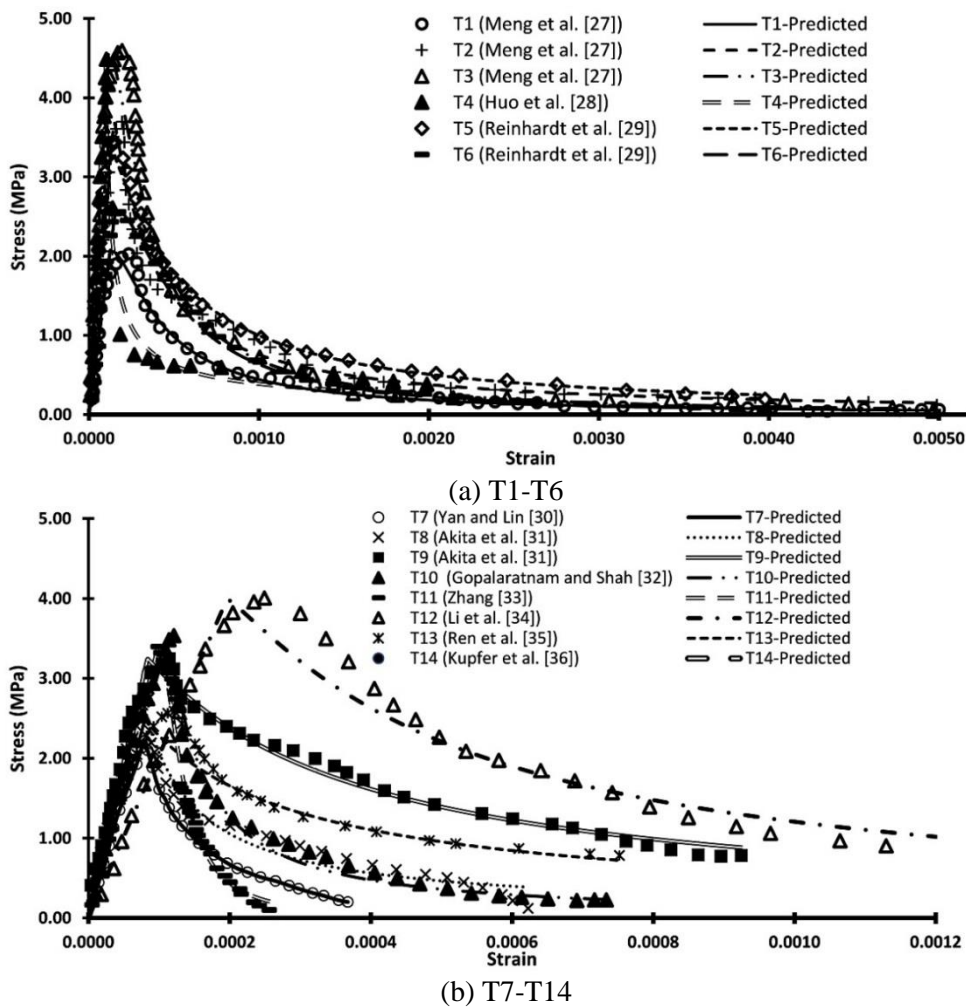 5.00
4.00
3.00
2.00
1.00
0.00
Stress (MPa)
T1 (Meng et al. [27]) T1-Predicted
T2 (Meng et al. [27]) T2-Predicted
T3 (Meng et al. [27]) T3-Predicted
T4 (Huo et al. [28]) T4-Predicted
T5 (Reinhardt et al. [29]) T5-Predicted
T6 (Reinhardt et al. [29]) T6-Predicted
0.0000 0.0010 0.0020 0.0030 0.0040 0.0050
Strain
(a) T1-T6
5.00
4.00
3.00
2.00
1.00
0.00
Stress (MPa)
T7 (Yan and Lin [30]) T7-Predicted
T8 (Akita et al. [31]) T8-Predicted
T9 (Akita et al. [31]) T9-Predicted
T10 (Gopalaratnam and Shah [32]) T10-Predicted
T11 (Zhang [33]) T11-Predicted
T12 (Li et al. [34]) T12-Predicted
T13 (Ren et al. [35]) T13-Predicted
T14 (Kupfer et al. [36]) T14-Predicted
0.0000 0.0002 0.0004 0.0006 0.0008 0.0010 0.0012
Strain
(b) T7-T14